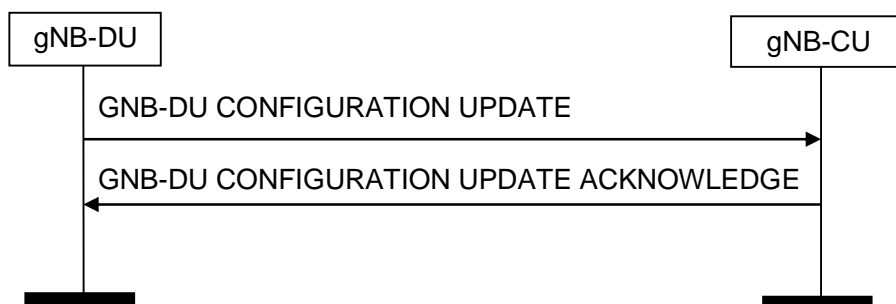 gNB-DU
gNB-CU
GNB-DU CONFIGURATION UPDATE
GNB-DU CONFIGURATION UPDATE ACKNOWLEDGE